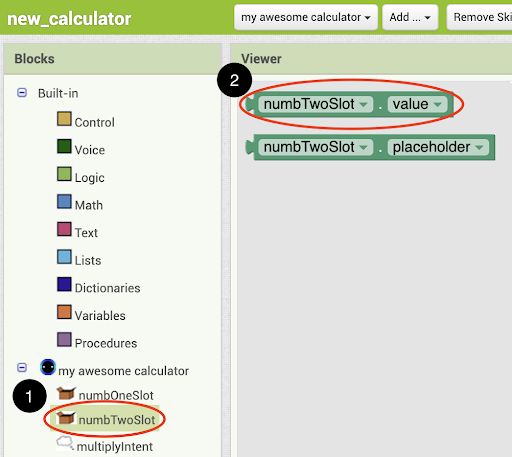 new_calculator
my awesome calculator
Add ...
Remove Ski
Blocks
Viewer
2
numbTwoSlot . value
numbTwoSlot . placeholder
Built-in
Control
Voice
Logic
Math
Text
Lists
Dictionaries
Variables
Procedures
my awesome calculator
1
numbOneSlot
numbTwoSlot
multiplyIntent